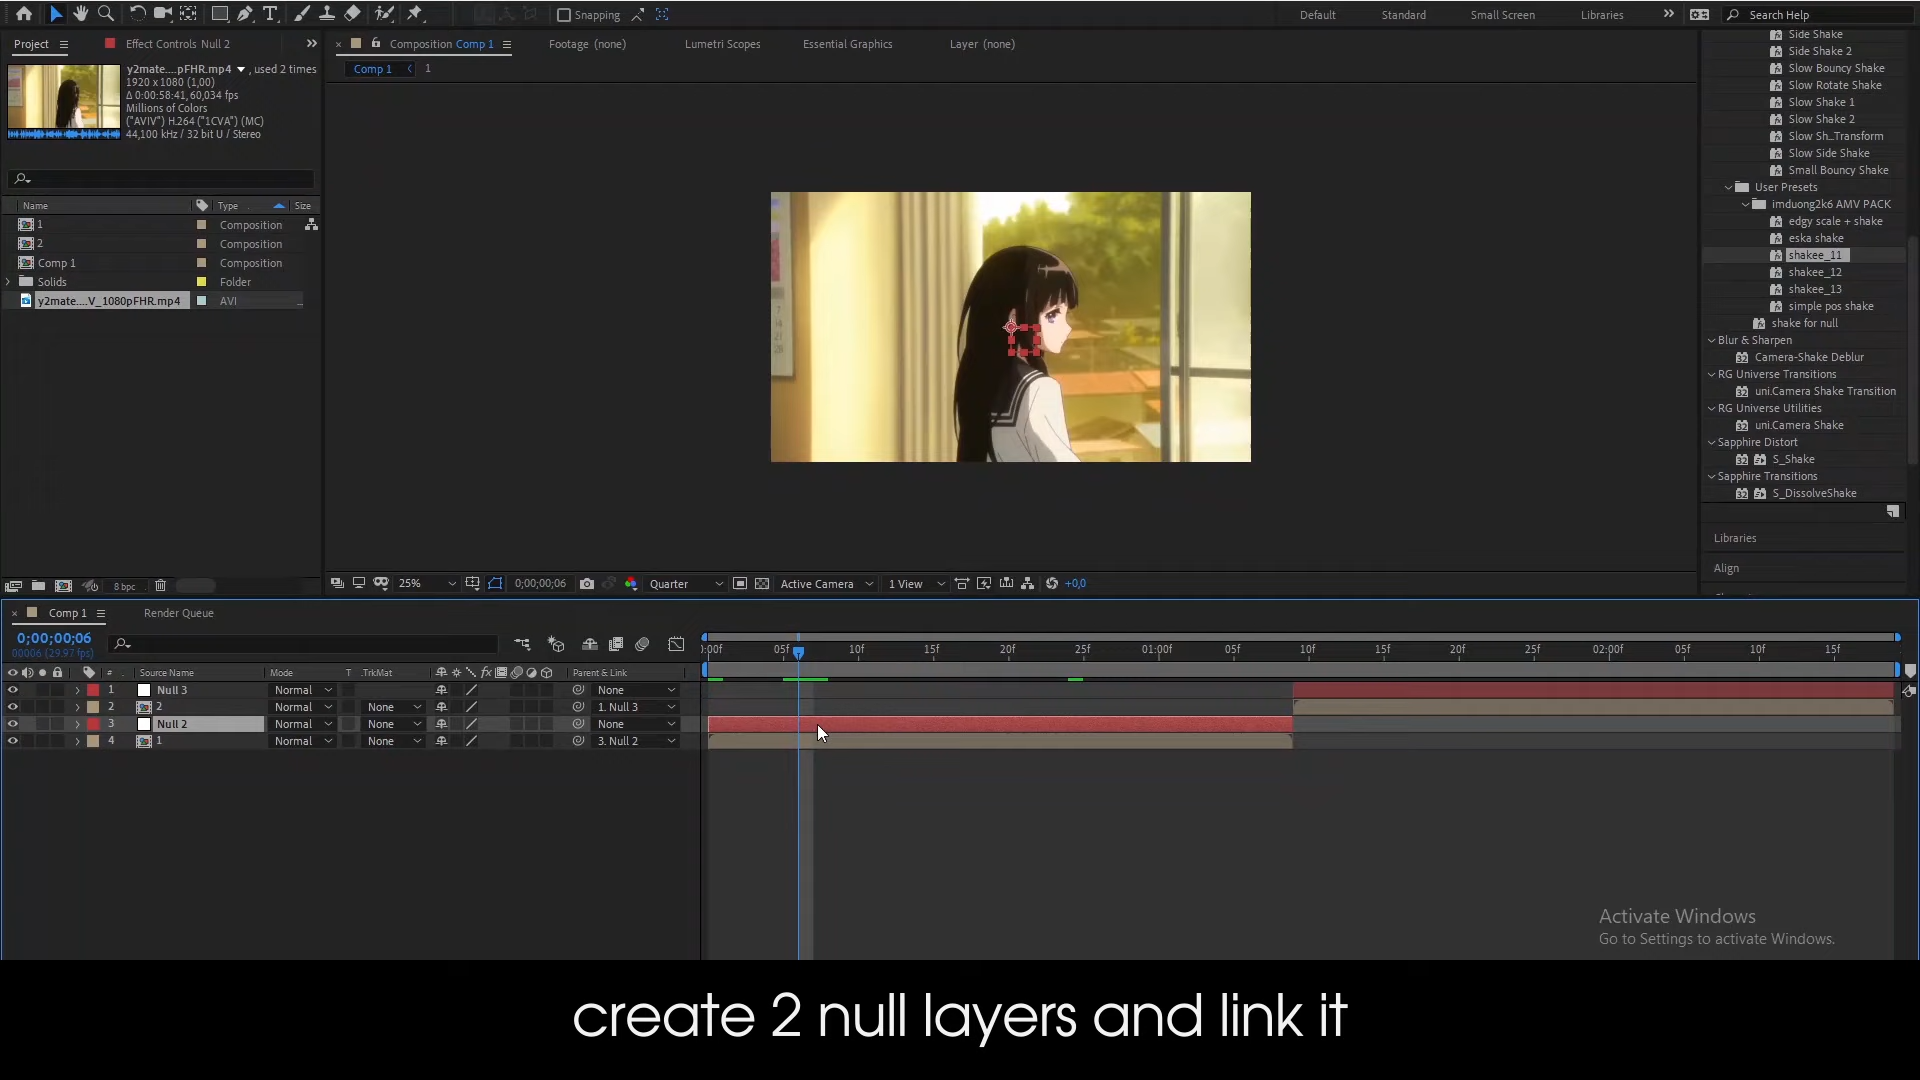 Snapping
Default
Standard
Small Screen
Libraries
Search Help
Project
Effect Controls Null 2
Composition Comp 1
Footage (none)
Lumetri Scopes
Essential Graphics
Layer (none)
Comp 1
1
y2mate....pFHR.mp4 , used 2 times
1920 x 1080 (1,00)
Δ 0:00:58:41, 60,034 fps
Millions of Colors
("AVIV") H.264 ("1CVA") (MC)
44,100 kHz / 32 bit U / Stereo
Name
Type
Size
1
Composition
2
Composition
Comp 1
Composition
Solids
Folder
y2mate....V_1080pFHR.mp4
AVI
8 bpc
Side Shake
Side Shake 2
Slow Bouncy Shake
Slow Rotate Shake
Slow Shake 1
Slow Shake 2
Slow Sh_Transform
Slow Side Shake
Small Bouncy Shake
User Presets
imduong2k6 AMV PACK
edgy scale + shake
eska shake
shakee_11
shakee_12
shakee_13
simple pos shake
shake for null
Blur & Sharpen
Camera-Shake Deblur
RG Universe Transitions
uni.Camera Shake Transition
RG Universe Utilities
uni.Camera Shake
Sapphire Distort
S_Shake
Sapphire Transitions
S_DissolveShake
Libraries
Align
25%
0;00;00;06
Quarter
Active Camera
1 View
+0,0
Comp 1
Render Queue
0;00;00;06
00006 (29.97 fps)
# Source Name Mode T .TrkMat Parent & Link
:00f 05f 10f 15f 20f 25f 01:00f 05f 10f 15f 20f 25f 02:00f 05f 10f 15f
1 Null 3 Normal None
2 2 Normal None 1. Null 3
3 Null 2 Normal None None
4 1 Normal None 3. Null 2
Activate Windows
Go to Settings to activate Windows.
create 2 null layers and link it